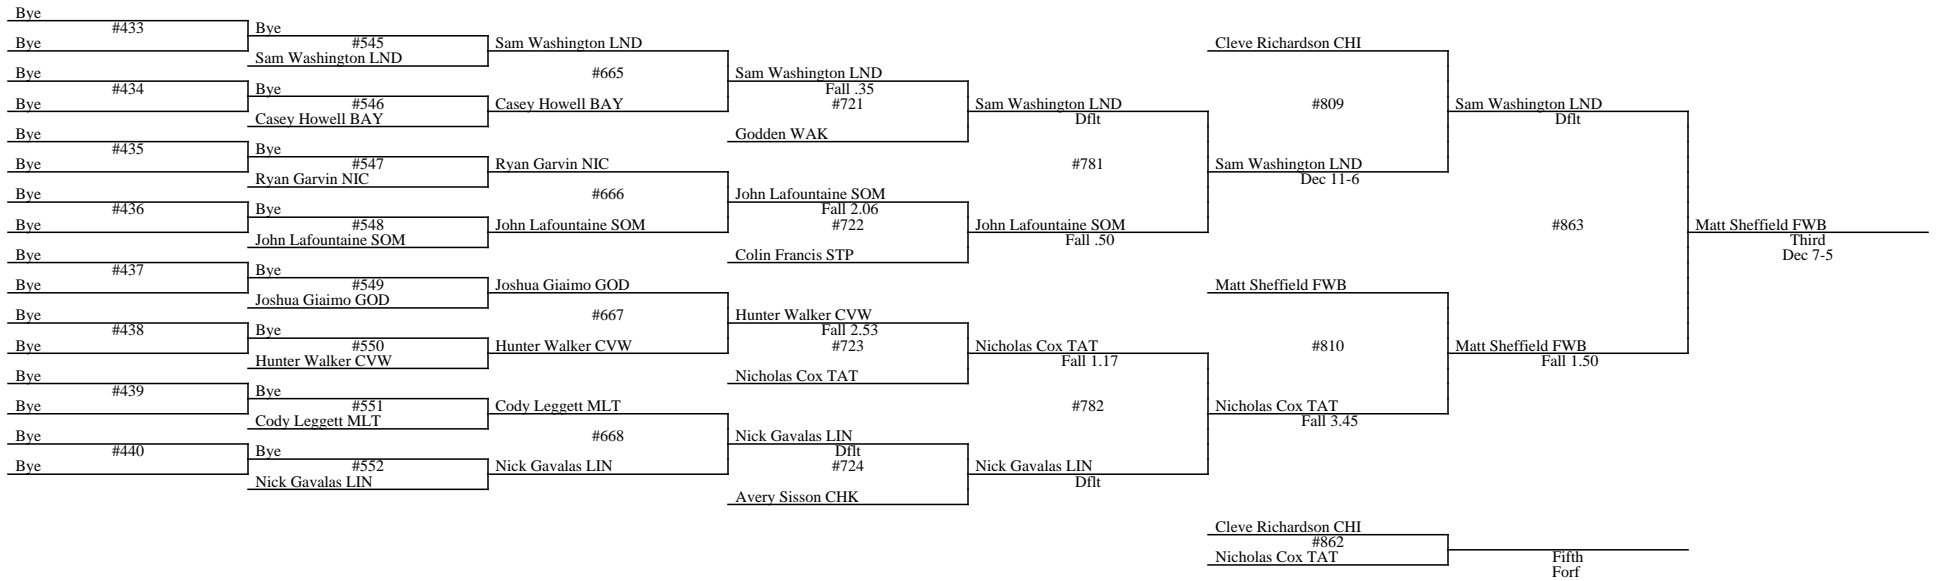 Bye
#433
Bye
Bye
#434
Bye
Bye
#435
Bye
Bye
#436
Bye
Bye
#437
Bye
Bye
#438
Bye
Bye
#439
Bye
Bye
#440
Bye
Bye
#545
Sam Washington LND
Bye
#546
Casey Howell BAY
Bye
#547
Ryan Garvin NIC
Bye
#548
John Lafountaine SOM
Bye
#549
Joshua Giaimo GOD
Bye
#550
Hunter Walker CVW
Bye
#551
Cody Leggett MLT
Bye
#552
Nick Gavalas LIN
Sam Washington LND
#665
Casey Howell BAY
Ryan Garvin NIC
#666
John Lafountaine SOM
Joshua Giaimo GOD
#667
Hunter Walker CVW
Cody Leggett MLT
#668
Nick Gavalas LIN
Sam Washington LND
Fall .35
#721
Godden WAK
John Lafountaine SOM
Fall 2.06
#722
Colin Francis STP
Hunter Walker CVW
Fall 2.53
#723
Nicholas Cox TAT
Nick Gavalas LIN
Dflt
#724
Avery Sisson CHK
Sam Washington LND
Dflt
#781
John Lafountaine SOM
Fall .50
Nicholas Cox TAT
Fall 1.17
#782
Nick Gavalas LIN
Dflt
Cleve Richardson CHI
#809
Sam Washington LND
Dec 11-6
Matt Sheffield FWB
#810
Nicholas Cox TAT
Fall 3.45
Cleve Richardson CHI
#862
Nicholas Cox TAT
Sam Washington LND
Dflt
#863
Matt Sheffield FWB
Fall 1.50
Fifth
Forf
Matt Sheffield FWB
Third
Dec 7-5